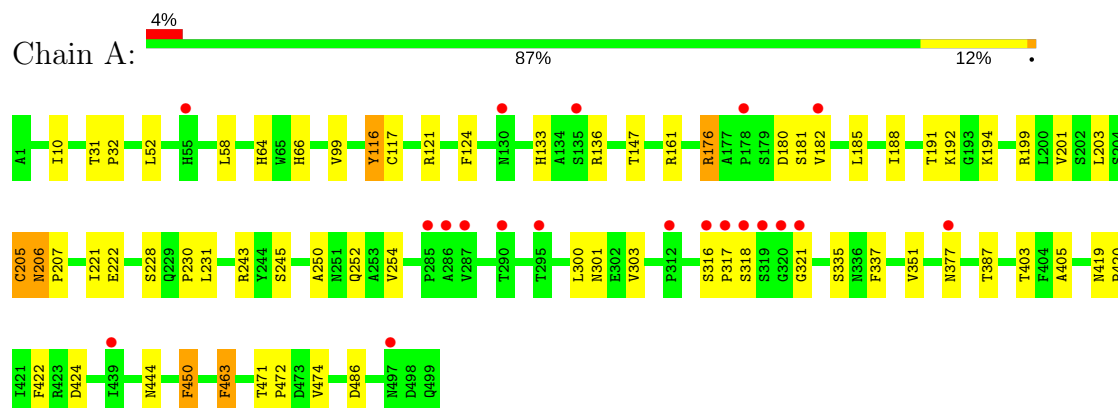 4%
Chain A:
87% 12% •
A1 I10 T31 P32 L52 H55 L58 H64 W65 H66 V99 Y116 C117 R121 F124 N130 H133 A134 S135 R136 T147 R161 R176 A177 P178 S179 D180 S181 V182 L185 I188 T191 K192 G193 K194 R199 L200 V201 S202 L203 S204
C205 N206 P207 I221 E222 S228 Q229 P230 L231 R243 Y244 S245 A250 N251 Q252 A253 V254 P285 A286 V287 T290 T295 L300 N301 E302 V303 P312 S316 P317 S318 S319 G320 G321 S335 N336 F337 V351 N377 T387 T403 F404 A405 N419 P420
I421 F422 R423 D424 I439 N444 F450 F463 T471 P472 D473 V474 D486 N497 D498 Q499